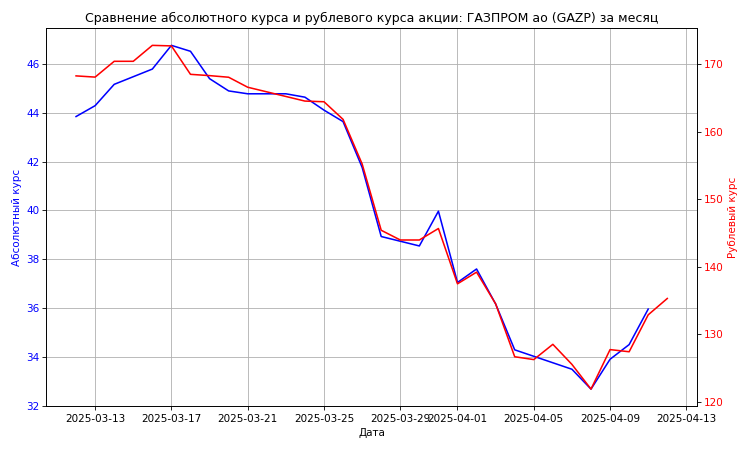 Сравнение абсолютного курса и рублевого курса акции: ГАЗПРОМ ао (GAZP) за месяц
46
44
42
40
38
36
34
32
Абсолютный курс
170
160
150
140
130
120
Рублевый курс
2025-03-13 2025-03-17 2025-03-21 2025-03-25 2025-03-29 2025-04-01 2025-04-05 2025-04-09 2025-04-13
Дата